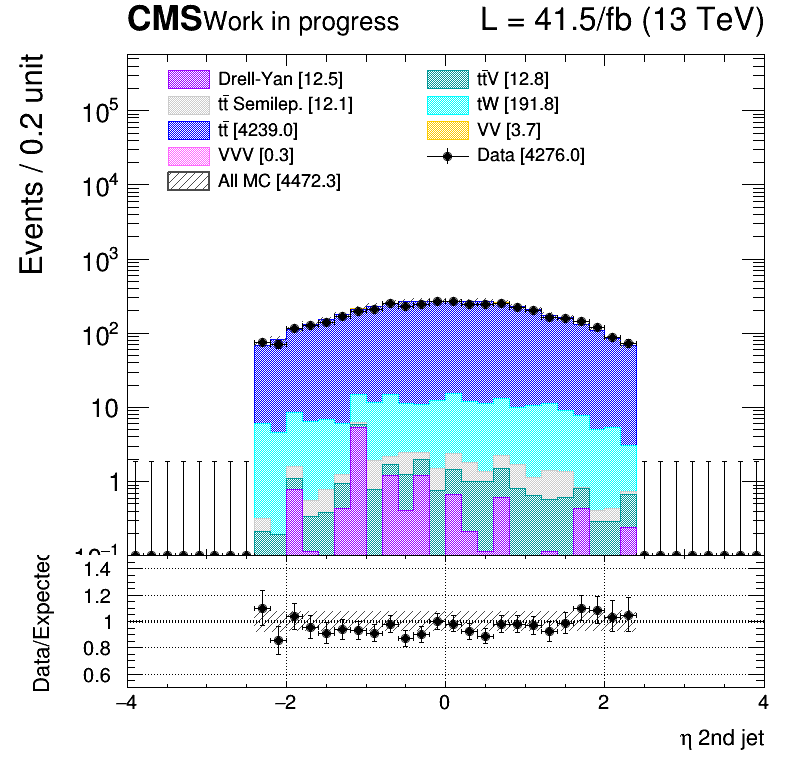 CMS Work in progress L = 41.5/fb (13 TeV)
Drell-Yan [12.5] tt̄V [12.8]
tt̄ Semilep. [12.1] tW [191.8]
tt̄ [4239.0] VV [3.7]
VVV [0.3] Data [4276.0]
All MC [4472.3]
Events / 0.2 unit
10⁵
10⁴
10³
10²
10
1
10⁻¹
Data/Expected
1.4
1.2
1
0.8
0.6
−4 −2 0 2 4
η 2nd jet